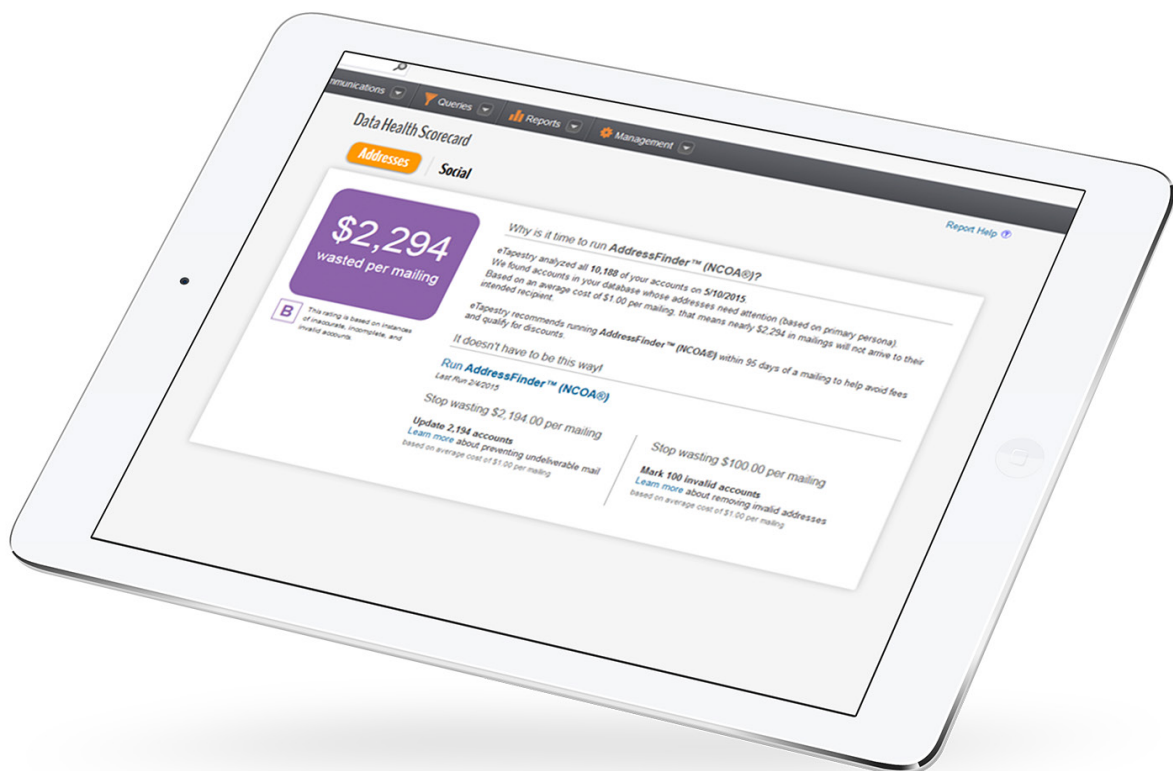 mmunications
Queries
Reports
Management
Data Health Scorecard
Report Help
Addresses
Social
$2,294
wasted per mailing
B
This rating is based on instances
of inaccurate, incomplete, and
invalid accounts.
Why is it time to run AddressFinder™ (NCOA®)?
eTapestry analyzed all 10,188 of your accounts on 5/10/2015.
We found accounts in your database whose addresses need attention (based on primary persona).
Based on an average cost of $1.00 per mailing, that means nearly $2,294 in mailings will not arrive to their
intended recipient.
eTapestry recommends running AddressFinder™ (NCOA®) within 95 days of a mailing to help avoid fees
and qualify for discounts.
It doesn't have to be this way!
Run AddressFinder™ (NCOA®)
Last Run 2/4/2015
Stop wasting $2,194.00 per mailing
Update 2,194 accounts
Learn more about preventing undeliverable mail
based on average cost of $1.00 per mailing
Stop wasting $100.00 per mailing
Mark 100 invalid accounts
Learn more about removing invalid addresses
based on average cost of $1.00 per mailing